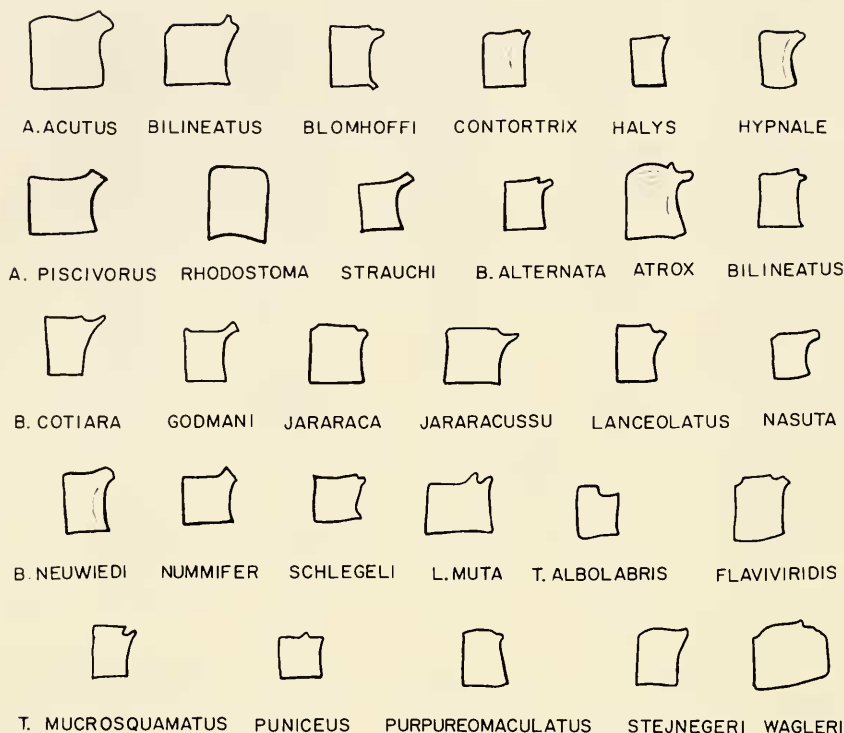 A. ACUTUS BILINEATUS BLOMHOFFI CONTORTRIX HALYS HYPNALE
A. PISCIVORUS RHODOSTOMA STRAUCHI B. ALTERNATA ATROX BILINEATUS
B. COTIARA GODMANI JARARACA JARARACUSSU LANCEOLATUS NASUTA
B. NEUWIEDI NUMMIFER SCHLEGELI L. MUTA T. ALBOLABRIS FLAVIVIRIDIS
T. MUCROSQUAMATUS PUNICEUS PURPUREOMACULATUS STEJNEGERI WAGLERI